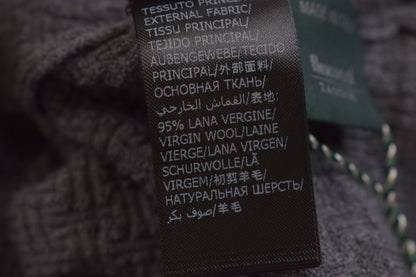 TESSUTO PRINCIPALE/
EXTERNAL FABRIC/
TISSU PRINCIPAL/
TEJIDO PRINCIPAL/
AUßENGEWEBE/TECIDO
PRINCIPAL/外部面料/
ОСНОВНАЯ ТКАНЬ/
القماش الخارجي/表地:
95% LANA VERGINE/
VIRGIN WOOL/LAINE
VIERGE/LANA VIRGEN/
SCHURWOLLE/LÃ
VIRGEM/初剪羊毛/
НАТУРАЛЬНАЯ ШЕРСТЬ/
صوف بكر/羊毛
MADE IN